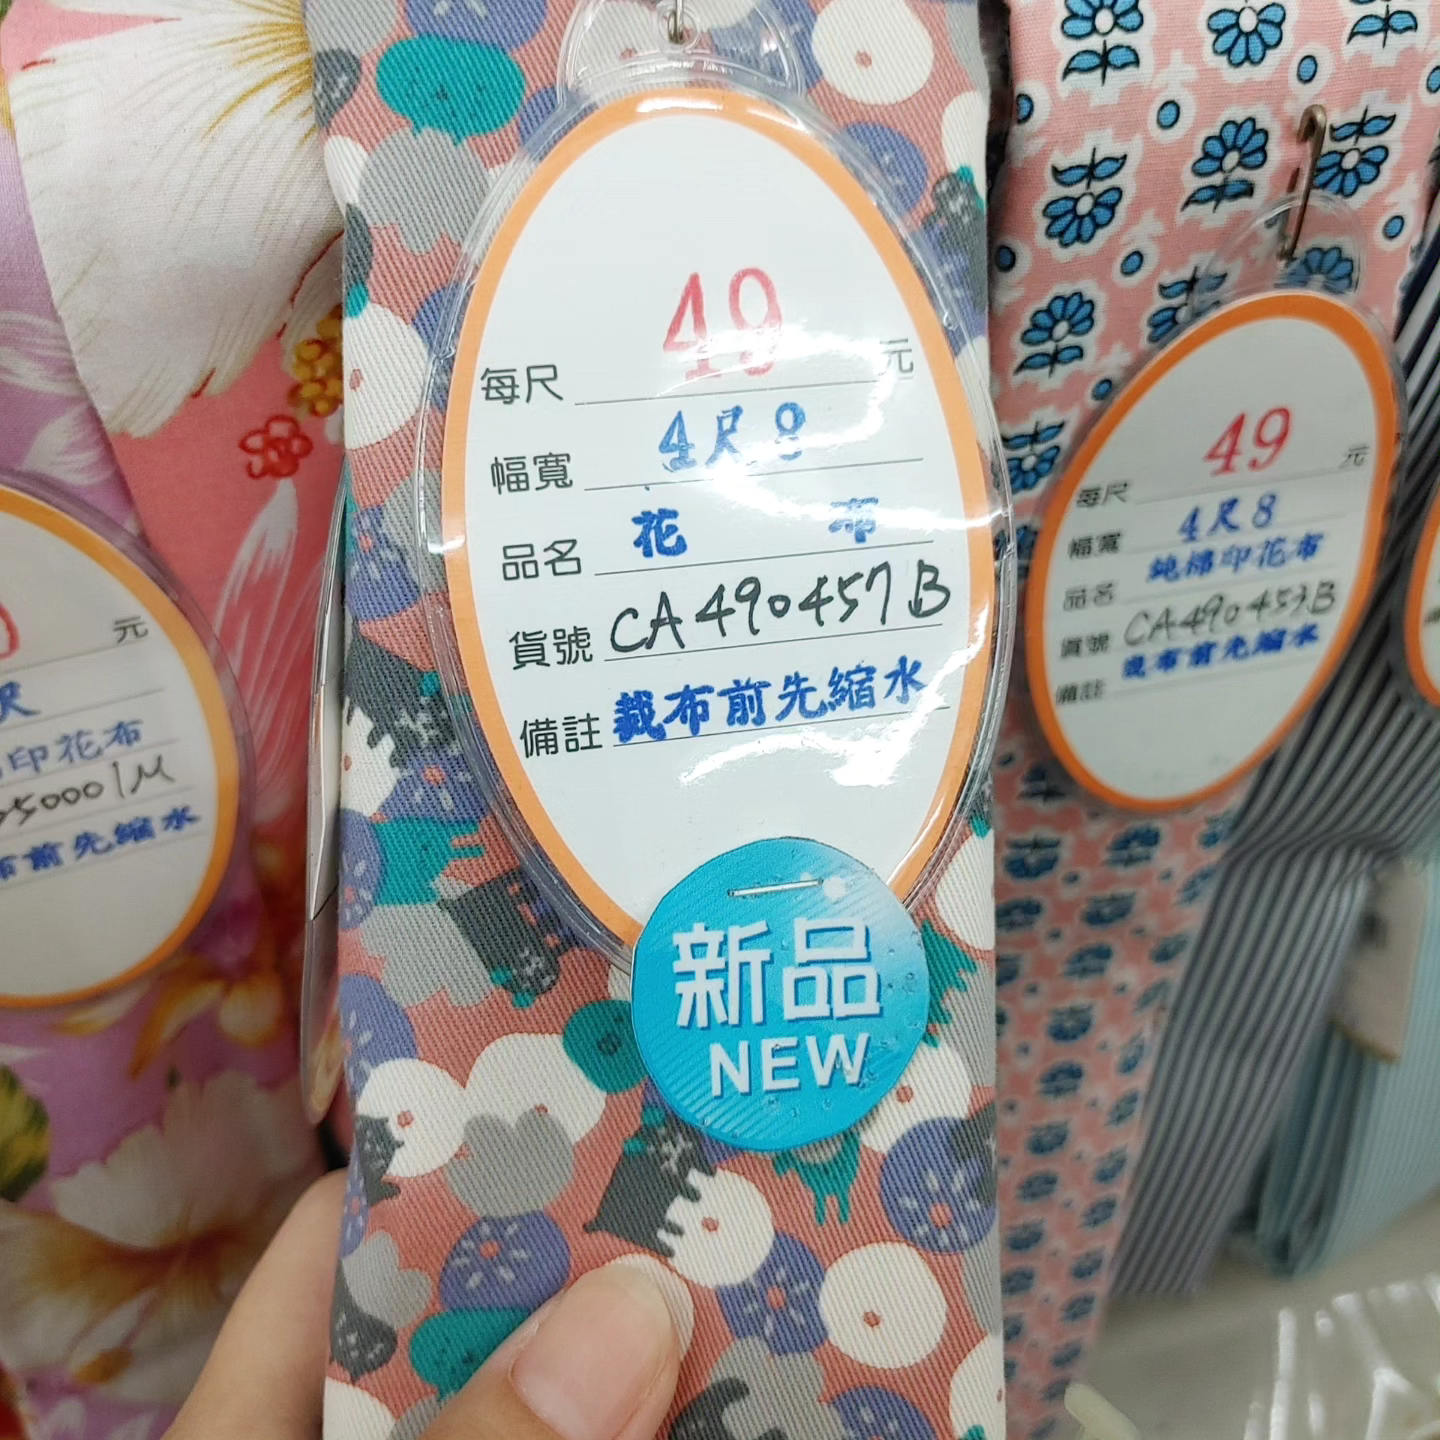 每尺 49 元
幅寬 4尺8
品名 花 布
貨號 CA490457B
備註 裁布前先縮水
新品
NEW
49
每尺 元
幅寬 4尺8
品名 純棉印花布
貨號 CA490453B
備註 裁布前先縮水
元
尺
印花布
50001M
布前先縮水